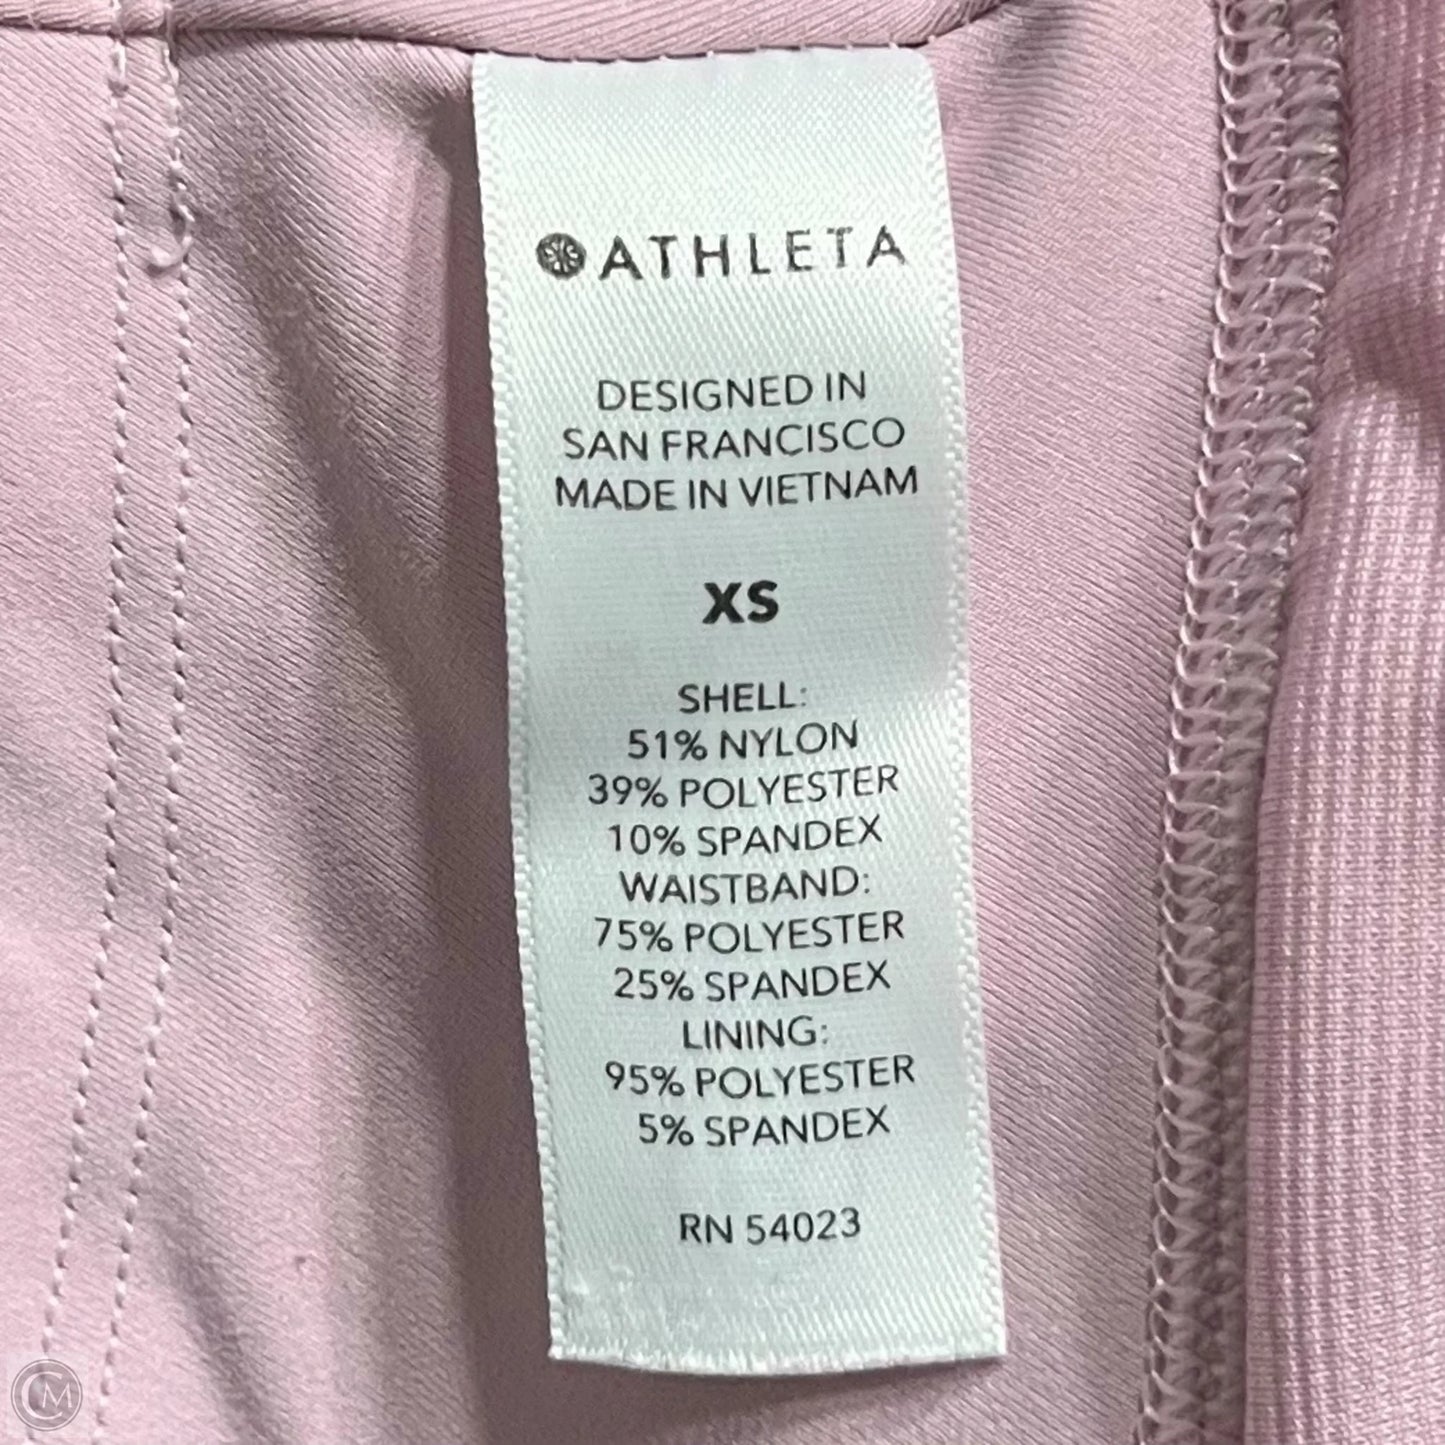 ATHLETA
DESIGNED IN
SAN FRANCISCO
MADE IN VIETNAM
XS
SHELL:
51% NYLON
39% POLYESTER
10% SPANDEX
WAISTBAND:
75% POLYESTER
25% SPANDEX
LINING:
95% POLYESTER
5% SPANDEX
RN 54023
CM